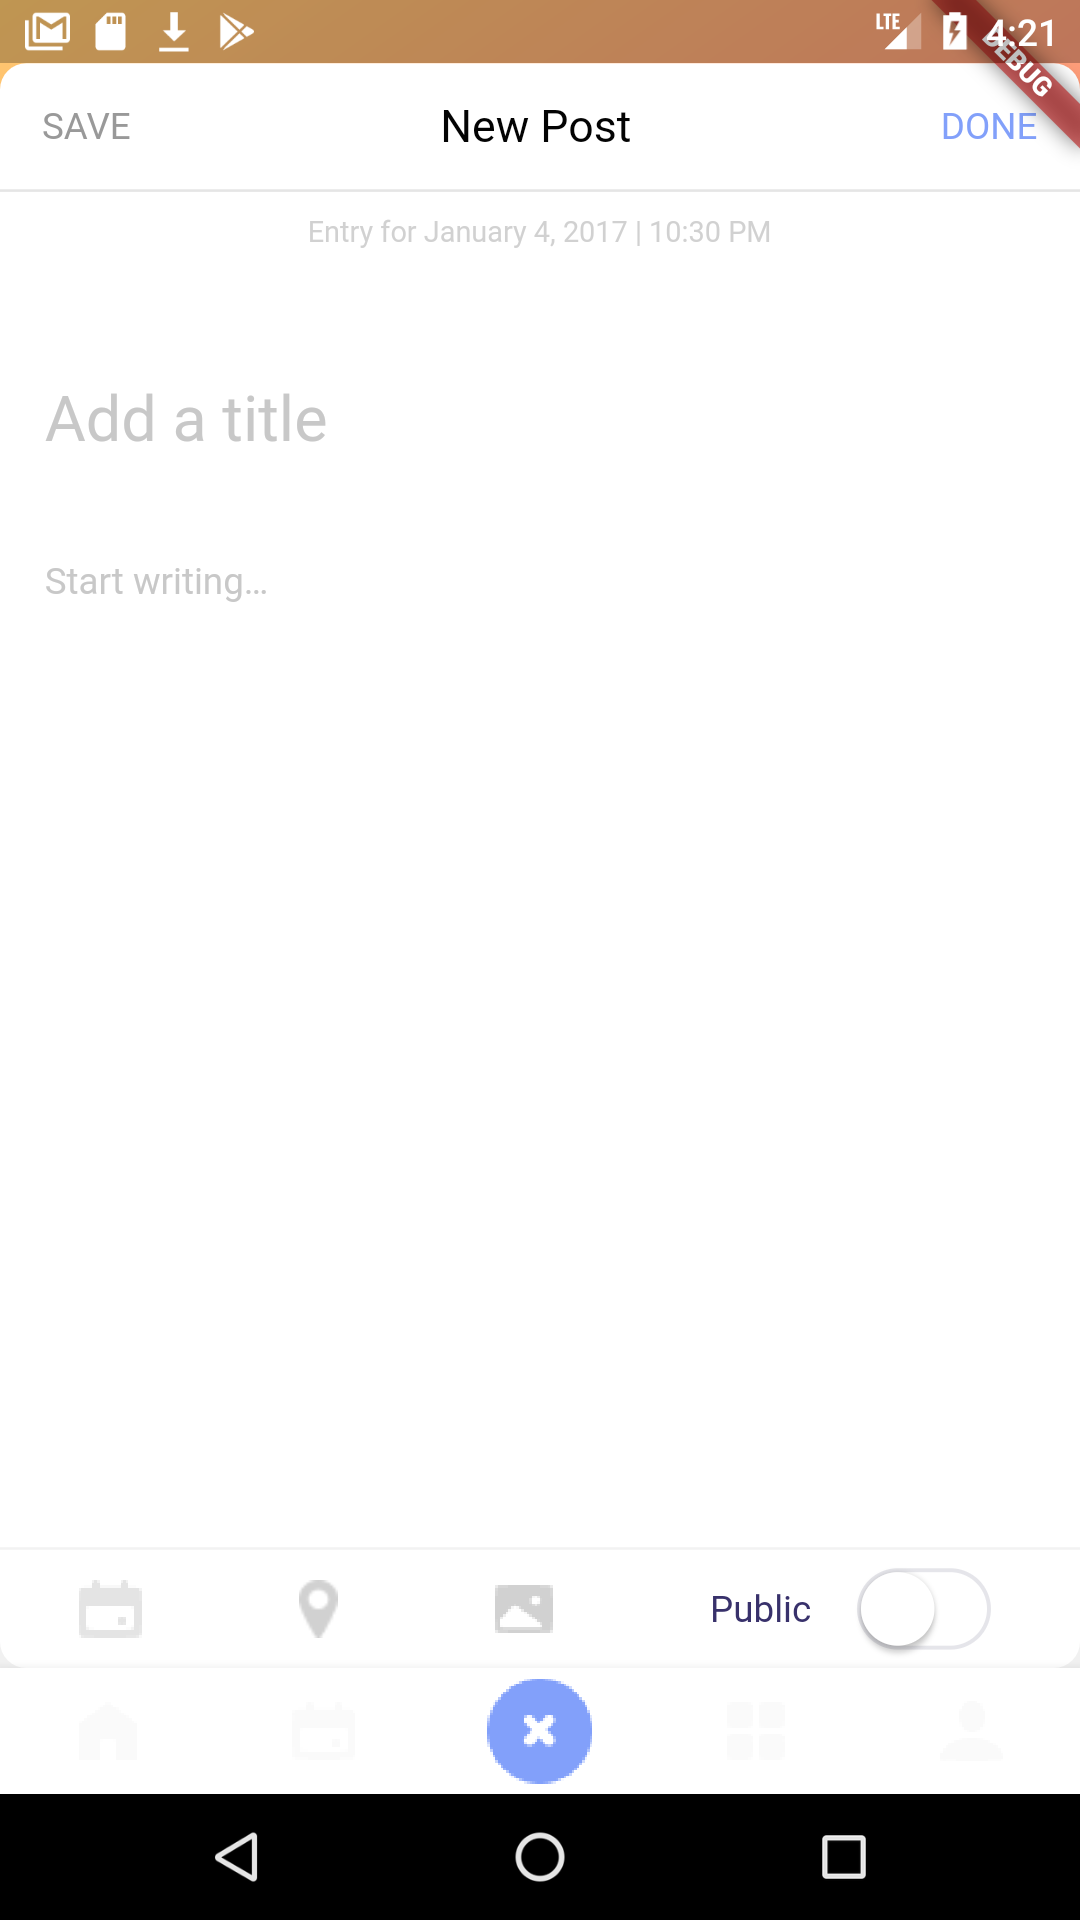 LTE 4:21
DEBUG
SAVE New Post DONE
Entry for January 4, 2017 | 10:30 PM
Add a title
Start writing...
Public